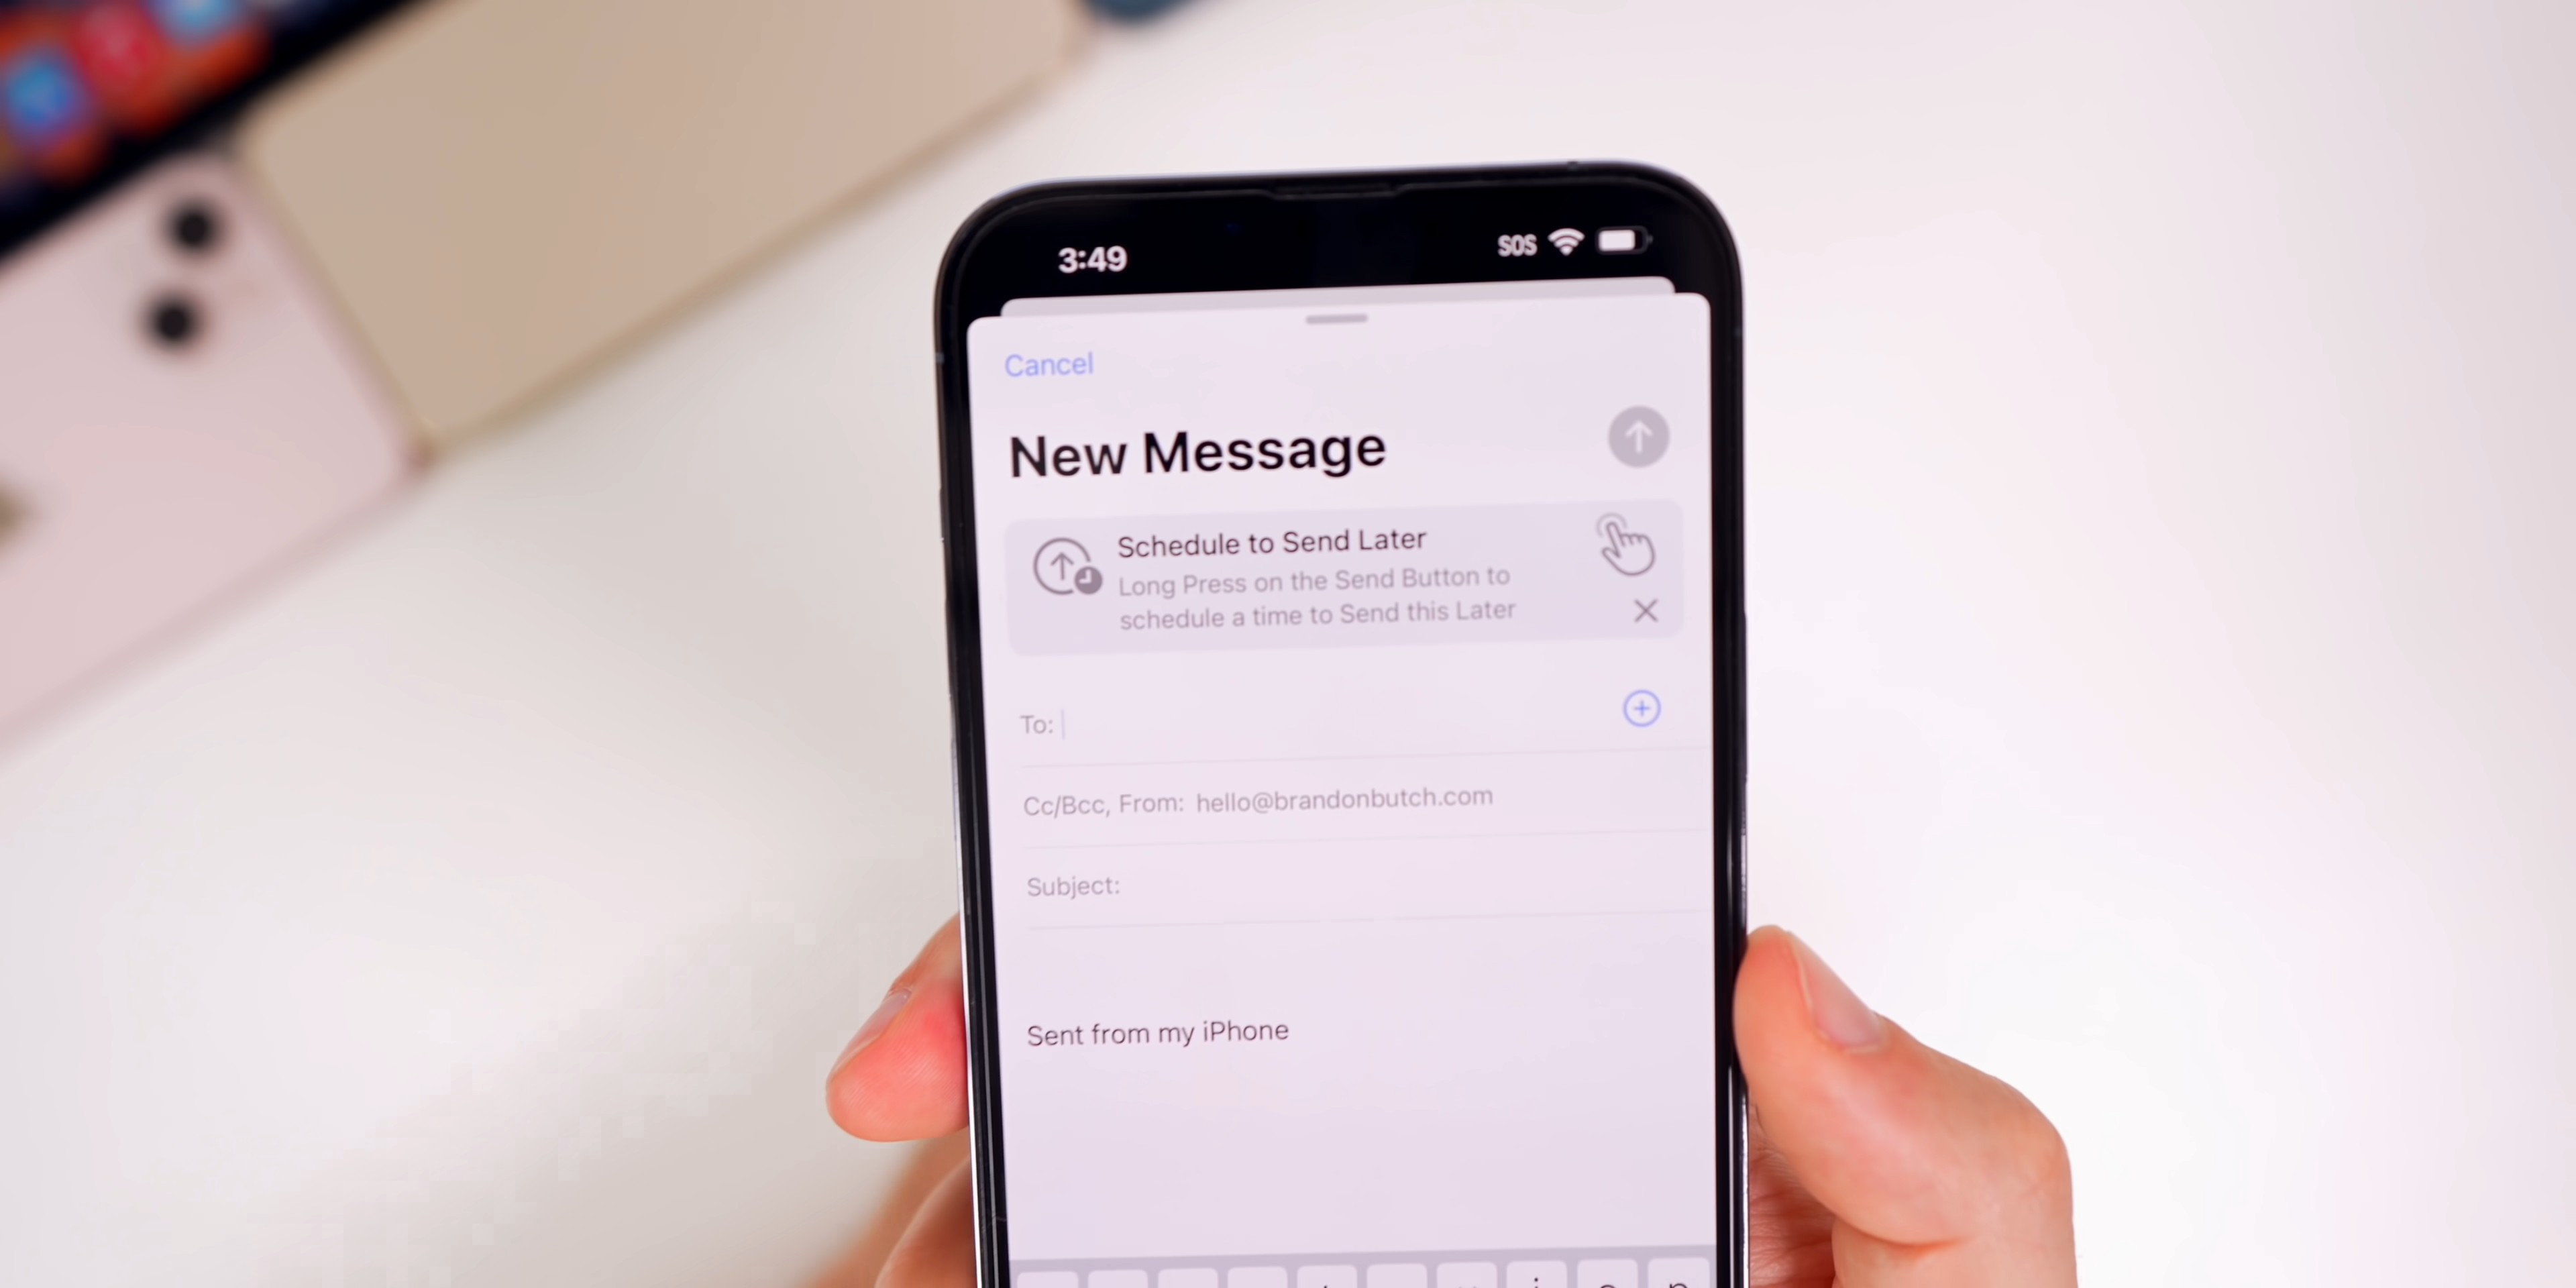 3:49 SOS
Cancel
New Message
Schedule to Send Later
Long Press on the Send Button to
schedule a time to Send this Later
To:
Cc/Bcc, From: hello@brandonbutch.com
Subject:
Sent from my iPhone